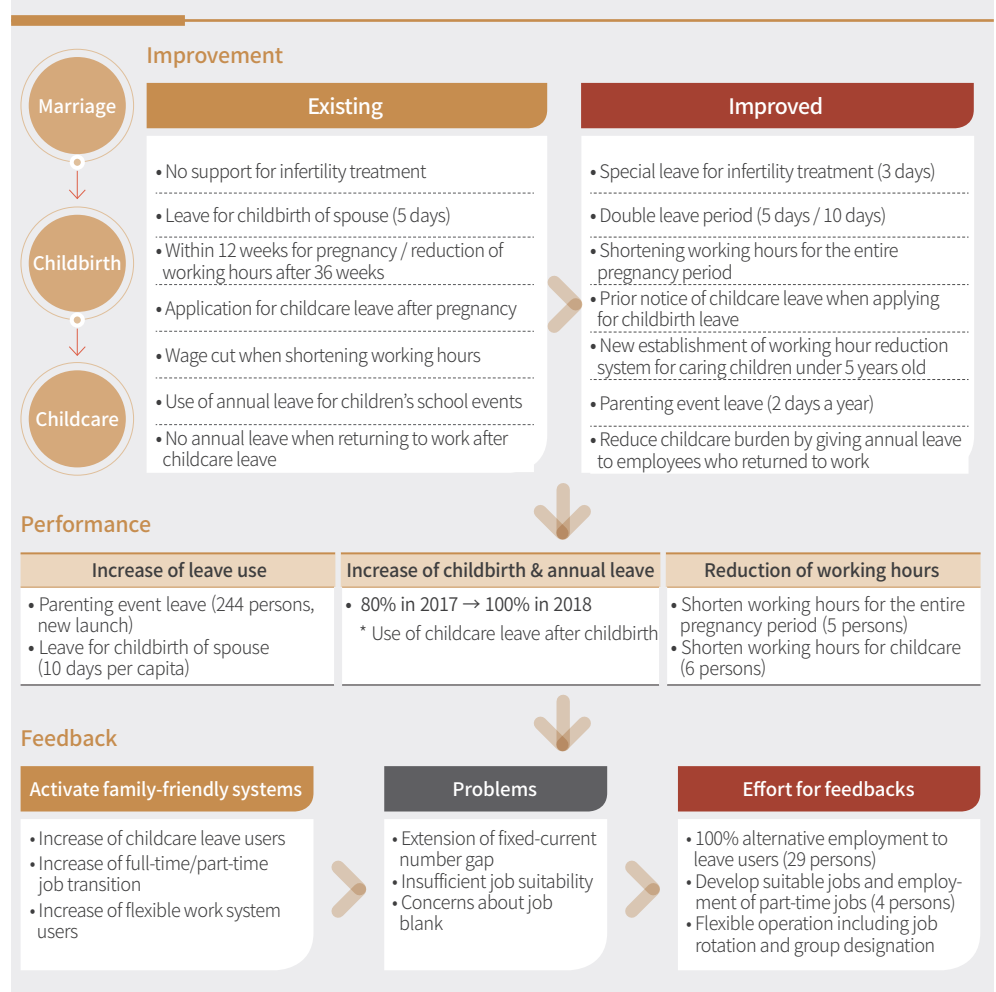 Improvement
Marriage
Childbirth
Childcare
Existing
• No support for infertility treatment
• Leave for childbirth of spouse (5 days)
• Within 12 weeks for pregnancy / reduction of
working hours after 36 weeks
• Application for childcare leave after pregnancy
• Wage cut when shortening working hours
• Use of annual leave for children's school events
• No annual leave when returning to work after
childcare leave
Improved
• Special leave for infertility treatment (3 days)
• Double leave period (5 days / 10 days)
• Shortening working hours for the entire
pregnancy period
• Prior notice of childcare leave when applying
for childbirth leave
• New establishment of working hour reduction
system for caring children under 5 years old
• Parenting event leave (2 days a year)
• Reduce childcare burden by giving annual leave
to employees who returned to work
Performance
Increase of leave use
• Parenting event leave (244 persons,
new launch)
• Leave for childbirth of spouse
(10 days per capita)
Increase of childbirth & annual leave
• 80% in 2017 → 100% in 2018
* Use of childcare leave after childbirth
Reduction of working hours
• Shorten working hours for the entire
pregnancy period (5 persons)
• Shorten working hours for childcare
(6 persons)
Feedback
Activate family-friendly systems
• Increase of childcare leave users
• Increase of full-time/part-time
job transition
• Increase of flexible work system
users
Problems
• Extension of fixed-current
number gap
• Insufficient job suitability
• Concerns about job
blank
Effort for feedbacks
• 100% alternative employment to
leave users (29 persons)
• Develop suitable jobs and employ-
ment of part-time jobs (4 persons)
• Flexible operation including job
rotation and group designation